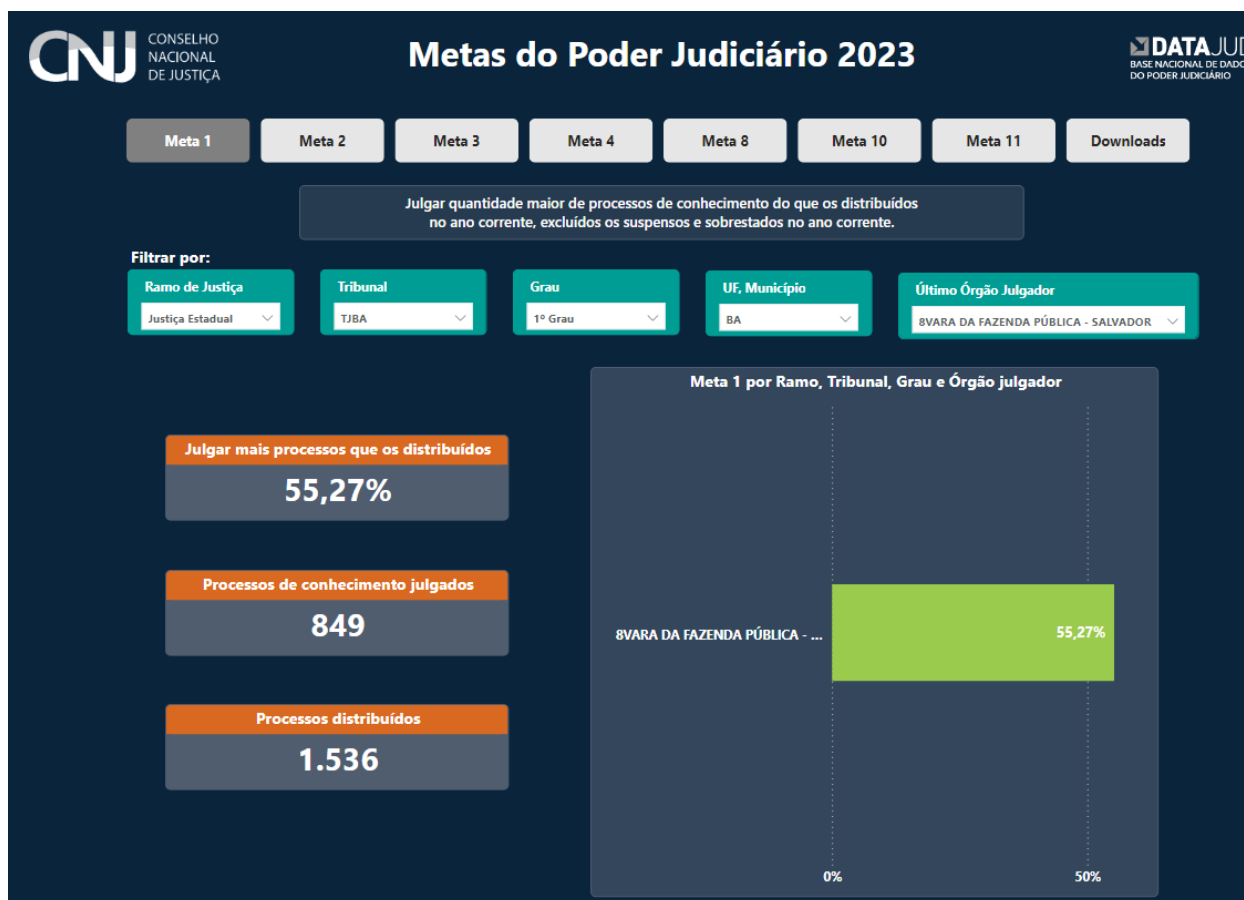 CNJ
CONSELHO
NACIONAL
DE JUSTIÇA
Metas do Poder Judiciário 2023
DATAJUD
BASE NACIONAL DE DADO
DO PODER JUDICIÁRIO
Meta 1
Meta 2
Meta 3
Meta 4
Meta 8
Meta 10
Meta 11
Downloads
Julgar quantidade maior de processos de conhecimento do que os distribuídos
no ano corrente, excluídos os suspensos e sobrestados no ano corrente.
Filtrar por:
Ramo de Justiça
Justiça Estadual
Tribunal
TJBA
Grau
1º Grau
UF, Município
BA
Último Órgão Julgador
8VARA DA FAZENDA PÚBLICA - SALVADOR
Julgar mais processos que os distribuídos
55,27%
Processos de conhecimento julgados
849
Processos distribuídos
1.536
Meta 1 por Ramo, Tribunal, Grau e Órgão julgador
8VARA DA FAZENDA PÚBLICA - ...
55,27%
0%
50%